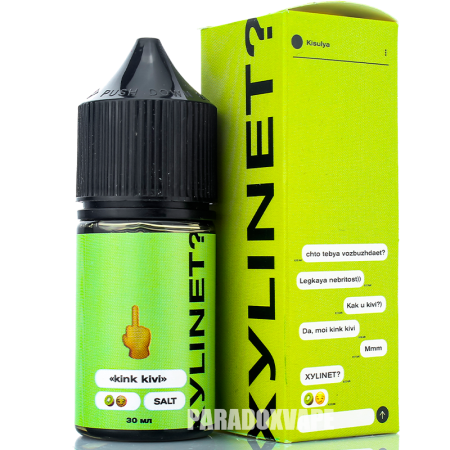 PUSH DOWN
XYLINET?
«kink kivi»
SALT
30 мл
XYLINET?
Kisulya
chto tebya vozbuzhdaet?
Legkaya nebritost))
Kak u kivi?)
Da, moi kink kivi
Mmm
XYLINET?
PARADOXVAPE